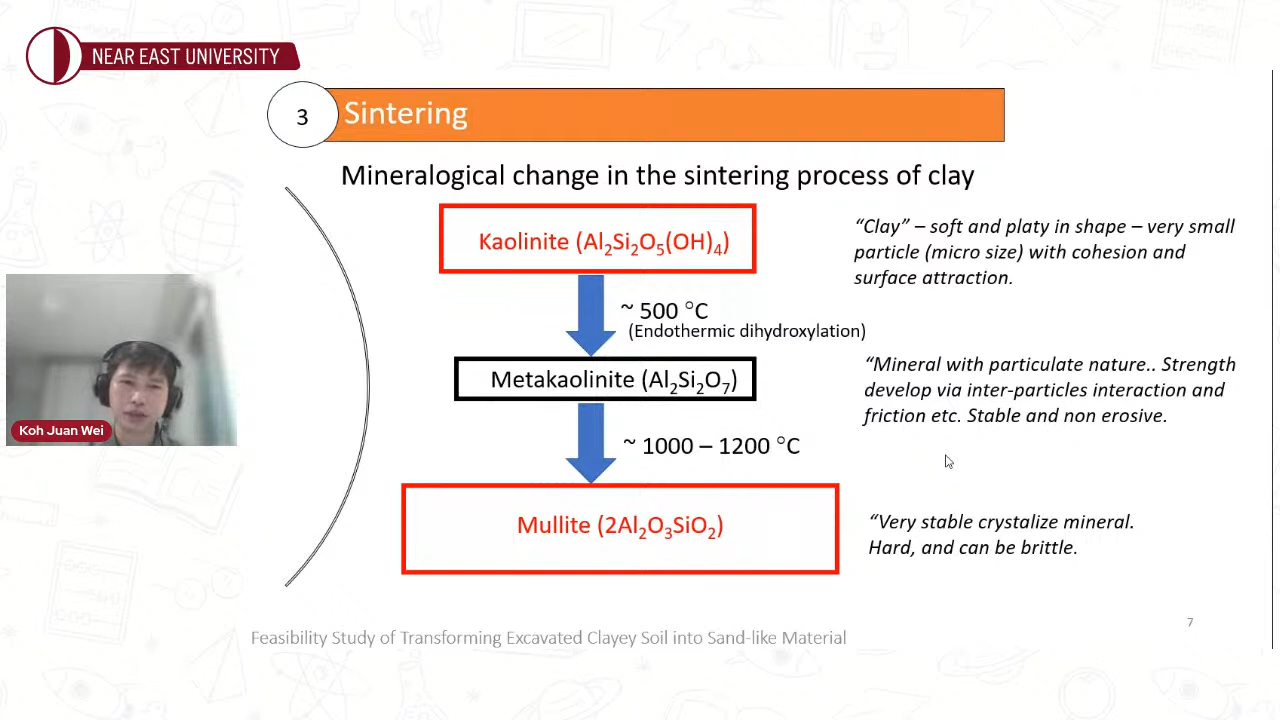 NEAR EAST UNIVERSITY
3
Sintering
Mineralogical change in the sintering process of clay
Kaolinite (Al₂Si₂O₅(OH)₄)
“Clay” – soft and platy in shape – very small
particle (micro size) with cohesion and
surface attraction.
~ 500 °C
(Endothermic dihydroxylation)
Metakaolinite (Al₂Si₂O₇)
“Mineral with particulate nature.. Strength
develop via inter-particles interaction and
friction etc. Stable and non erosive.
Koh Juan Wei
~ 1000 – 1200 °C
Mullite (2Al₂O₃SiO₂)
“Very stable crystalize mineral.
Hard, and can be brittle.
7
Feasibility Study of Transforming Excavated Clayey Soil into Sand-like Material